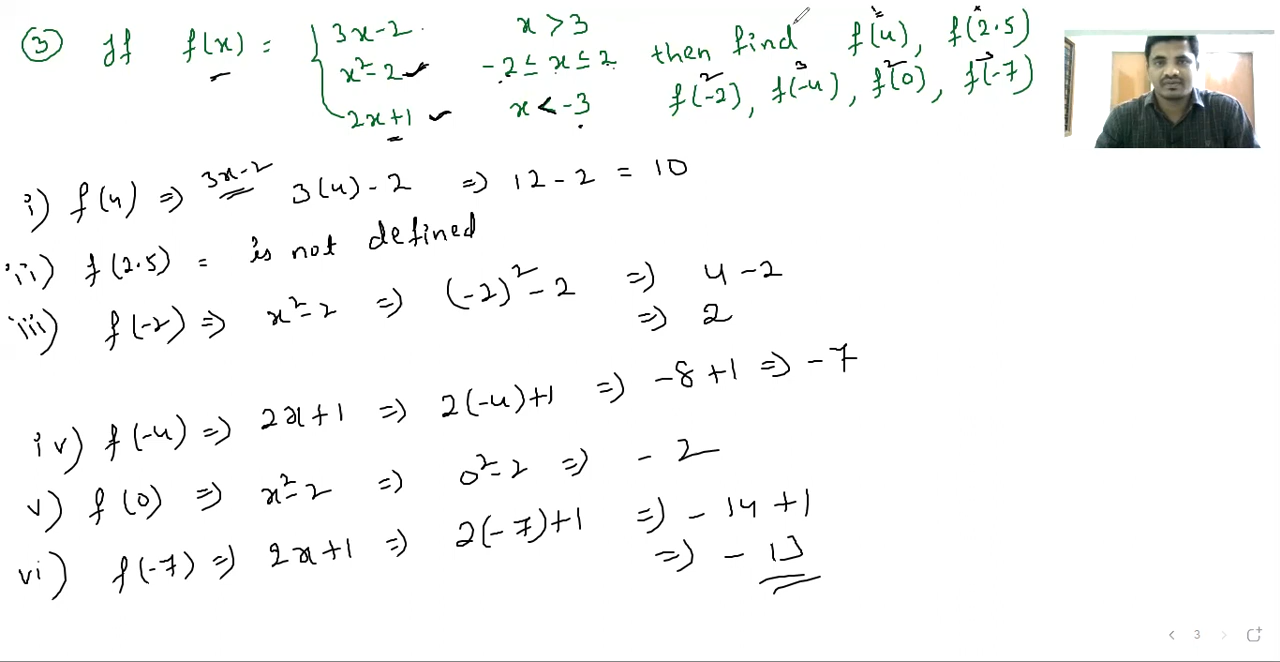 ③ If f(x) = { 3x-2 x > 3
x²-2 -2 ≤ x ≤ 2 then find f(4), f(2.5)
2x+1 x < -3 f(-2), f(-4), f(0), f(-7)
i) f(4) ⇒ 3x-2 3(4)-2 ⇒ 12-2 = 10
ii) f(2.5) = is not defined
iii) f(-2) ⇒ x²-2 ⇒ (-2)²-2 ⇒ 4-2
⇒ 2
iv) f(-4) ⇒ 2x+1 ⇒ 2(-4)+1 ⇒ -8+1 ⇒ -7
v) f(0) ⇒ x²-2 ⇒ 0²-2 ⇒ -2
vi) f(-7) ⇒ 2x+1 ⇒ 2(-7)+1 ⇒ -14+1
⇒ -13
< 3 >